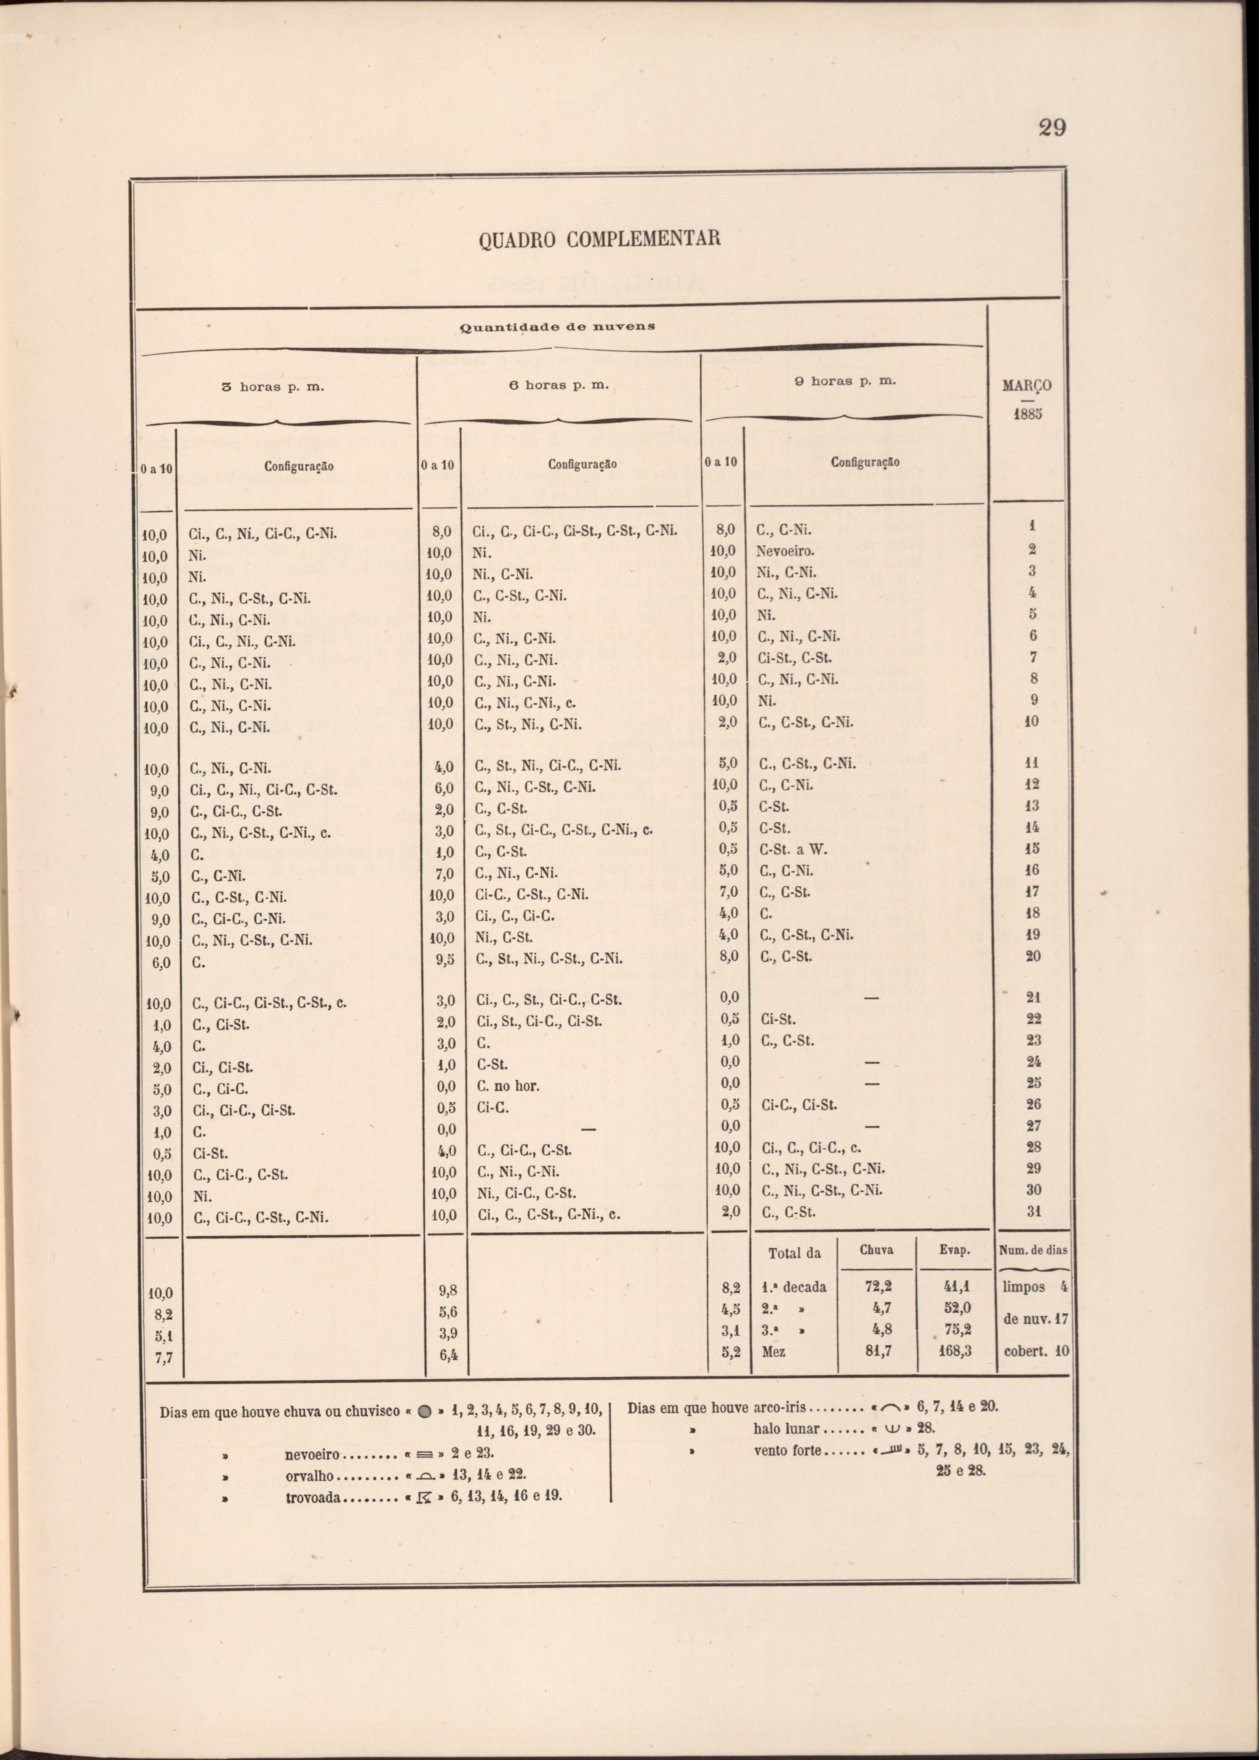 29
QUADRO COMPLEMENTAR
Quantidade de nuvens
3 horas p. m. 6 horas p. m. 9 horas p. m. MARÇO
1885
0 a 10 Configuração 0 a 10 Configuração 0 a 10 Configuração
10,0 Ci., C., Ni., Ci-C., C-Ni. 8,0 Ci., C., Ci-C., Ci-St., C-St., C-Ni. 8,0 C., C-Ni. 1
10,0 Ni. 10,0 Ni. 10,0 Nevoeiro. 2
10,0 Ni. 10,0 Ni., C-Ni. 10,0 Ni., C-Ni. 3
10,0 C., Ni., C-St., C-Ni. 10,0 C., C-St., C-Ni. 10,0 C., Ni., C-Ni. 4
10,0 C., Ni., C-Ni. 10,0 Ni. 10,0 Ni. 5
10,0 Ci., C., Ni., C-Ni. 10,0 C., Ni., C-Ni. 10,0 C., Ni., C-Ni. 6
10,0 C., Ni., C-Ni. 10,0 C., Ni., C-Ni. 2,0 Ci-St., C-St. 7
10,0 C., Ni., C-Ni. 10,0 C., Ni., C-Ni. 10,0 C., Ni., C-Ni. 8
10,0 C., Ni., C-Ni. 10,0 C., Ni., C-Ni., c. 10,0 Ni. 9
10,0 C., Ni., C-Ni. 10,0 C., St., Ni., C-Ni. 2,0 C., C-St., C-Ni. 10
10,0 C., Ni., C-Ni. 4,0 C., St., Ni., Ci-C., C-Ni. 5,0 C., C-St., C-Ni. 11
9,0 Ci., C., Ni., Ci-C., C-St. 6,0 C., Ni., C-St., C-Ni. 10,0 C., C-Ni. 12
9,0 C., Ci-C., C-St. 2,0 C., C-St. 0,5 C-St. 13
10,0 C., Ni., C-St., C-Ni., c. 3,0 C., St., Ci-C., C-St., C-Ni., c. 0,5 C-St. 14
4,0 C. 1,0 C., C-St. 0,5 C-St. a W. 15
5,0 C., C-Ni. 7,0 C., Ni., C-Ni. 5,0 C., C-Ni. 16
10,0 C., C-St., C-Ni. 10,0 Ci-C., C-St., C-Ni. 7,0 C., C-St. 17
9,0 C., Ci-C., C-Ni. 3,0 Ci., C., Ci-C. 4,0 C. 18
10,0 C., Ni., C-St., C-Ni. 10,0 Ni., C-St. 4,0 C., C-St., C-Ni. 19
6,0 C. 9,5 C., St., Ni., C-St., C-Ni. 8,0 C., C-St. 20
10,0 C., Ci-C., Ci-St., C-St., c. 3,0 Ci., C., St., Ci-C., C-St. 0,0 — 21
1,0 C., Ci-St. 2,0 Ci., St., Ci-C., Ci-St. 0,5 Ci-St. 22
4,0 C. 3,0 C. 1,0 C., C-St. 23
2,0 Ci., Ci-St. 1,0 C-St. 0,0 — 24
5,0 C., Ci-C. 0,0 C. no hor. 0,0 — 25
3,0 Ci., Ci-C., Ci-St. 0,5 Ci-C. 0,5 Ci-C., Ci-St. 26
1,0 C. 0,0 — 0,0 — 27
0,5 Ci-St. 4,0 C., Ci-C., C-St. 10,0 Ci., C., Ci-C., c. 28
10,0 C., Ci-C., C-St. 10,0 C., Ni., C-Ni. 10,0 C., Ni., C-St., C-Ni. 29
10,0 Ni. 10,0 Ni., Ci-C., C-St. 10,0 C., Ni., C-St., C-Ni. 30
10,0 C., Ci-C., C-St., C-Ni. 10,0 Ci., C., C-St., C-Ni., c. 2,0 C., C-St. 31
Total da Chuva Evap. Num. de dias
10,0 9,8 8,2 1.ª decada 72,2 41,1 limpos 4
8,2 5,6 4,5 2.ª » 4,7 52,0
de nuv. 17
5,1 3,9 3,1 3.ª » 4,8 75,2
7,7 6,4 5,2 Mez 81,7 168,3 cobert. 10
Dias em que houve chuva ou chuvisco « » 1, 2, 3, 4, 5, 6, 7, 8, 9, 10,
11, 16, 19, 29 e 30.
» nevoeiro........ « » 2 e 23.
» orvalho......... « » 13, 14 e 22.
» trovoada........ « » 6, 13, 14, 16 e 19.
Dias em que houve arco-iris........ « » 6, 7, 14 e 20.
» halo lunar...... « » 28.
» vento forte...... « » 5, 7, 8, 10, 15, 23, 24,
25 e 28.